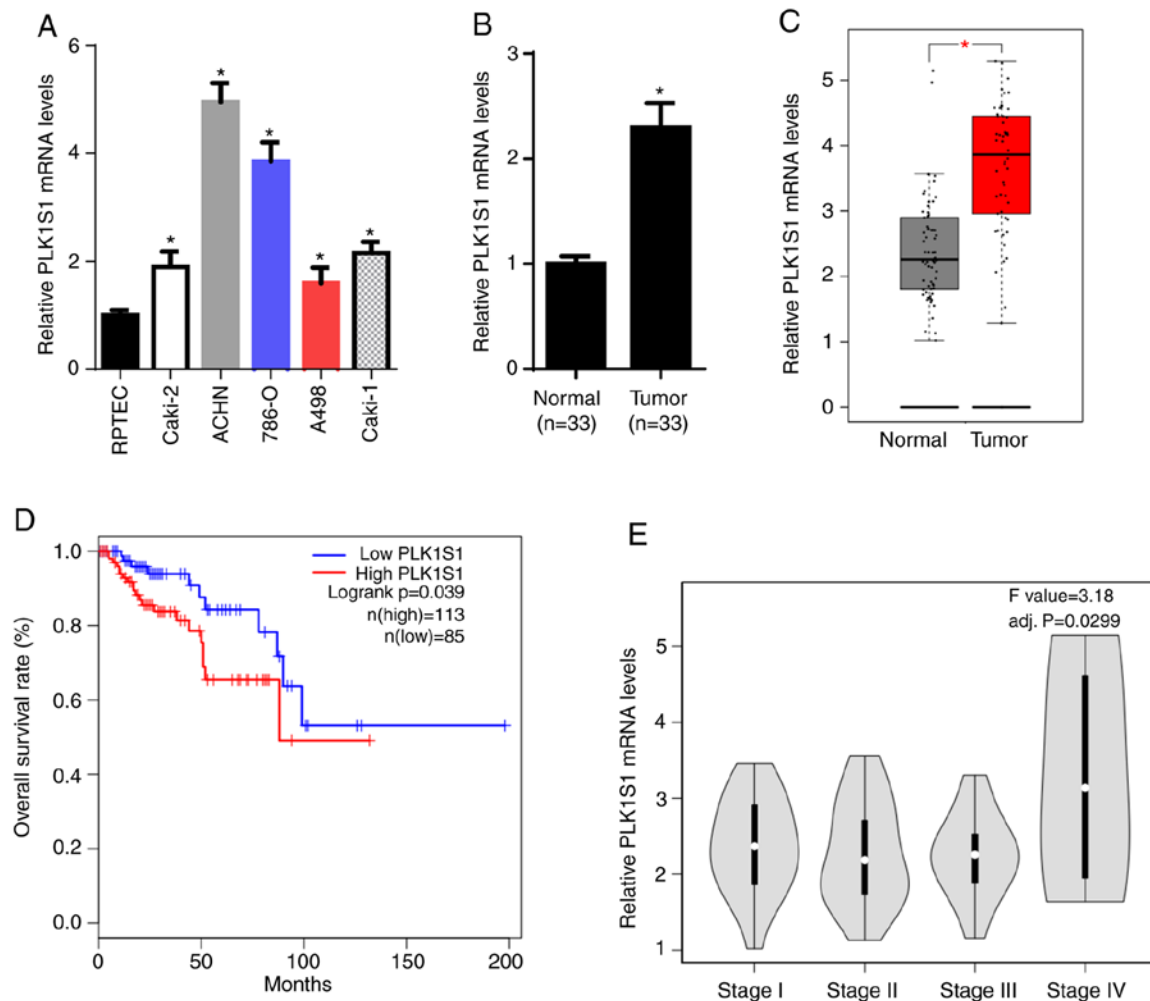 A
Relative PLK1S1 mRNA levels
6
4
2
0
*
*
*
*
*
RPTEC
Caki-2
ACHN
786-O
A498
Caki-1
B
Relative PLK1S1 mRNA levels
3
2
1
0
*
Normal
(n=33)
Tumor
(n=33)
C
Relative PLK1S1 mRNA levels
5
4
3
2
1
0
*
Normal
Tumor
D
Overall survival rate (%)
1.0
0.8
0.6
0.4
0.2
0.0
Low PLK1S1
High PLK1S1
Logrank p=0.039
n(high)=113
n(low)=85
0 50 100 150 200
Months
E
Relative PLK1S1 mRNA levels
5
4
3
2
1
F value=3.18
adj. P=0.0299
Stage I
Stage II
Stage III
Stage IV